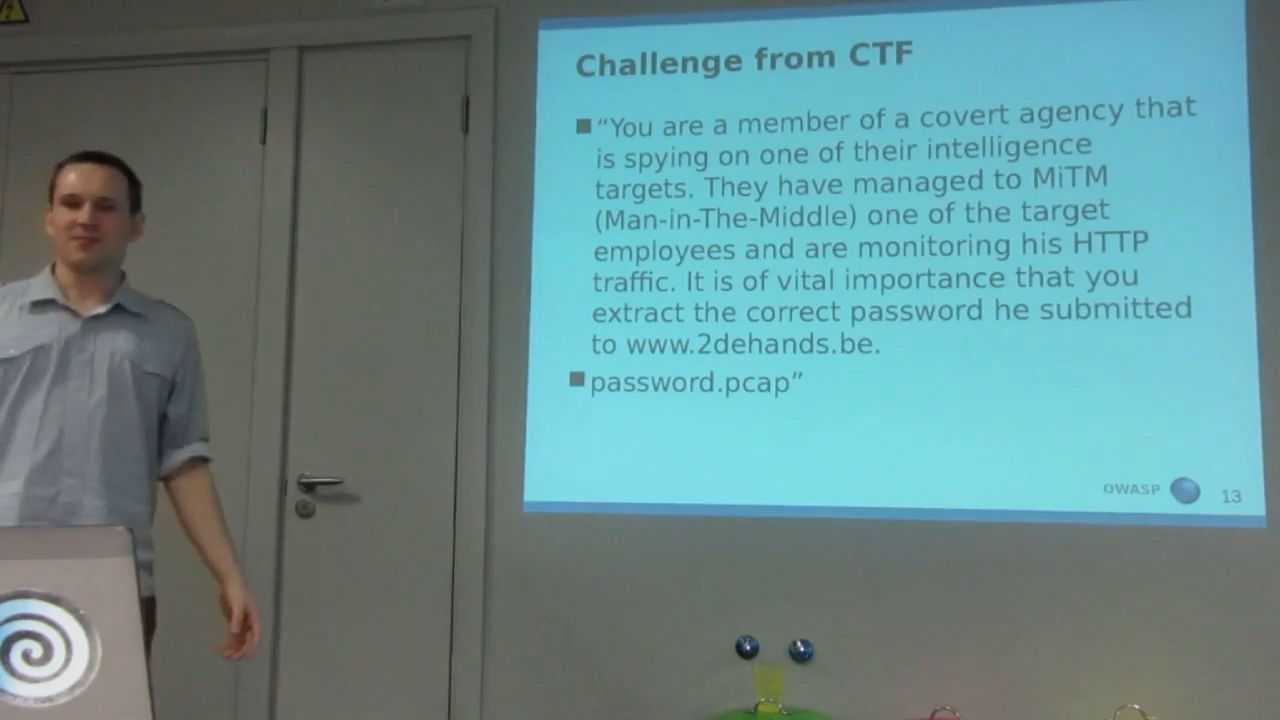 Challenge from CTF
“You are a member of a covert agency that
is spying on one of their intelligence
targets. They have managed to MiTM
(Man-in-The-Middle) one of the target
employees and are monitoring his HTTP
traffic. It is of vital importance that you
extract the correct password he submitted
to www.2dehands.be.
password.pcap”
OWASP
13